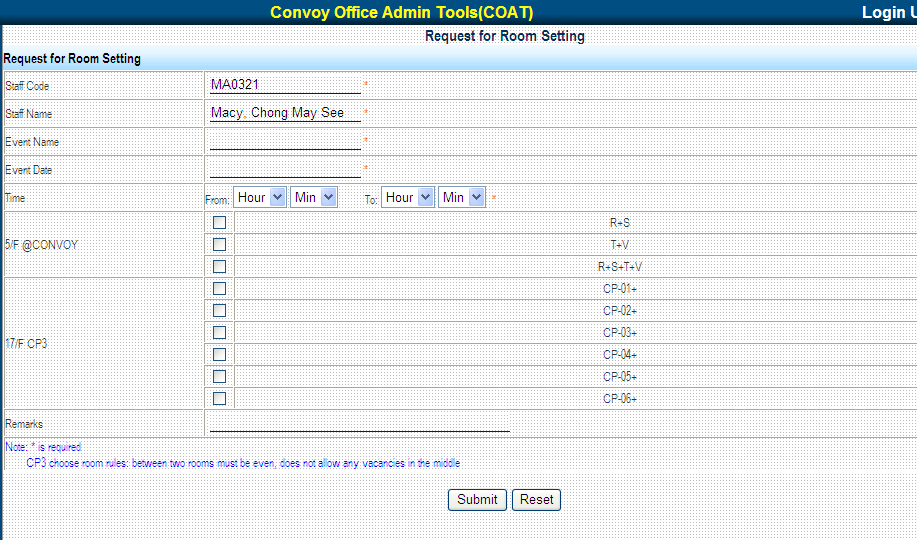 Convoy Office Admin Tools(COAT)
Login
Request for Room Setting
Request for Room Setting
Staff Code MA0321 *
Staff Name Macy, Chong May See *
Event Name *
Event Date *
Time From: Hour Min To: Hour Min *
R+S
5/F @CONVOY T+V
R+S+T+V
CP-01+
CP-02+
17/F CP3 CP-03+
CP-04+
CP-05+
CP-06+
Remarks
Note: * is required
CP3 choose room rules: between two rooms must be even, does not allow any vacancies in the middle
Submit Reset